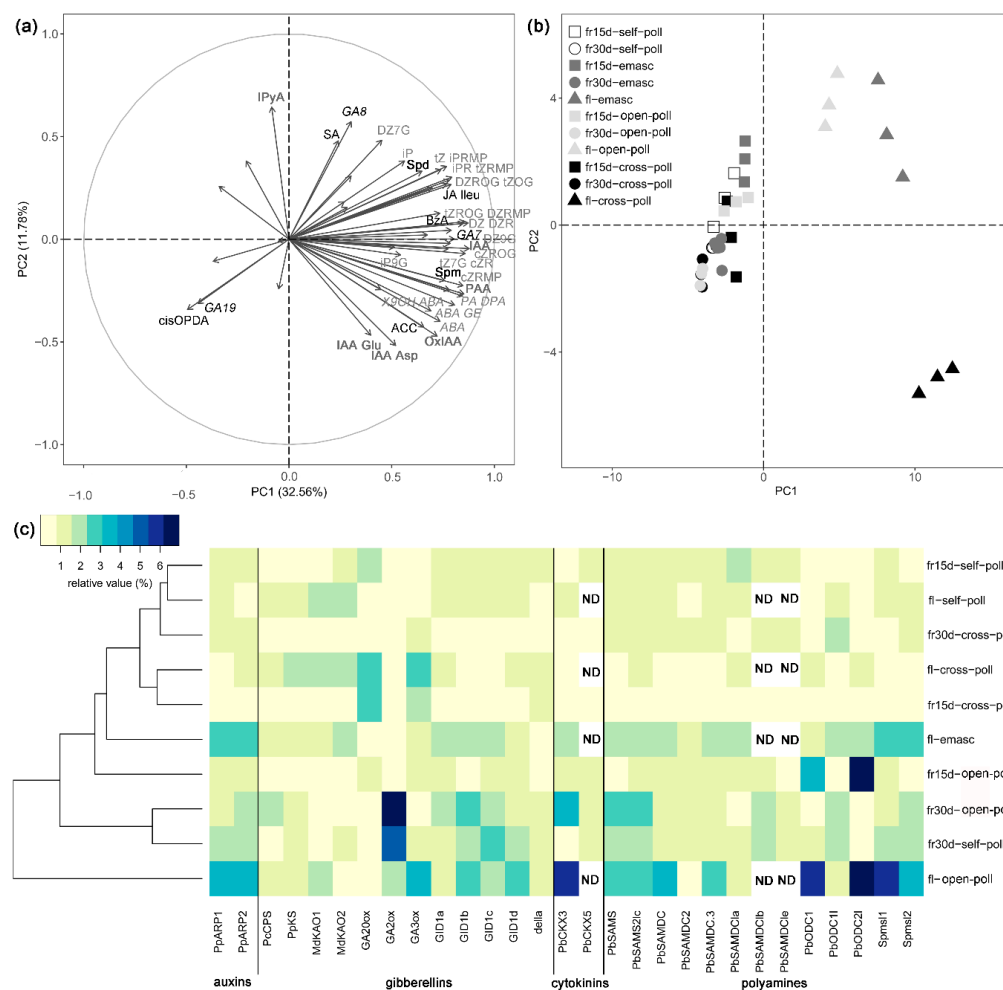 (a)
1.0
0.5
0.0
−0.5
−1.0
PC2 (11.78%)
IPyA
GA8
SA
DZ7G
iP
Spd
tZ iPRMP
iPR tZRMP
DZROG tZOG
JA Ileu
BzA
tZROG DZRMP
DZ DZR
GA7
IAA
cZROG
iP9G
tZ7G cZR
Spm
cZRMP
PAA
PA DPA
X9OH ABA
ABA GE
ABA
ACC
OxIAA
IAA Glu
IAA Asp
GA19
cisOPDA
−1.0
−0.5
0.0
0.5
1.0
PC1 (32.56%)
(b)
fr15d−self−poll
fr30d−self−poll
fr15d−emasc
fr30d−emasc
fl−emasc
fr15d−open−poll
fr30d−open−poll
fl−open−poll
fr15d−cross−poll
fr30d−cross−poll
fl−cross−poll
4
0
−4
PC2
−10
0
10
PC1
(c)
1 2 3 4 5 6
relative value (%)
fr15d-self-poll
fl-self-poll
ND
ND ND
fr30d-cross-p
fl-cross-poll
ND
ND ND
fr15d-cross-p
fl-emasc
ND
ND ND
fr15d-open-po
fr30d-open-po
fr30d-self-pol
fl-open-poll
ND
ND ND
PpARP1
PpARP2
PcCPS
PpKS
MdKAO1
MdKAO2
GA20ox
GA2ox
GA3ox
GID1a
GID1b
GID1c
GID1d
della
PbCKX3
PbCKX5
PbSAMS
PbSAMS2lc
PbSAMDC
PbSAMDC2
PbSAMDC.3
PbSAMDCla
PbSAMDClb
PbSAMDCle
PbODC1
PbODC1l
PbODC2l
Spmsl1
Spmsl2
auxins
gibberellins
cytokinins
polyamines